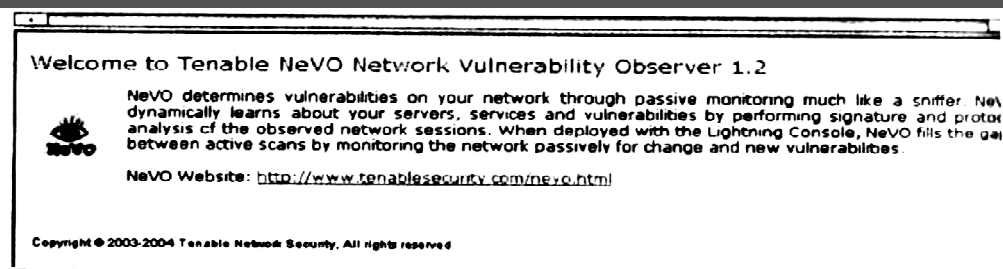 Welcome to Tenable NeVO Network Vulnerability Observer 1.2
NeVO determines vulnerabilities on your network through passive monitoring much like a sniffer. NeV
dynamically learns about your servers, services and vulnerabilities by performing signature and protoc
analysis of the observed network sessions. When deployed with the Lightning Console, NeVO fills the gap
between active scans by monitoring the network passively for change and new vulnerabilities.
NeVO
NeVO Website: http://www.tenablesecurity.com/nevo.html
Copyright © 2003-2004 Tenable Network Security, All rights reserved